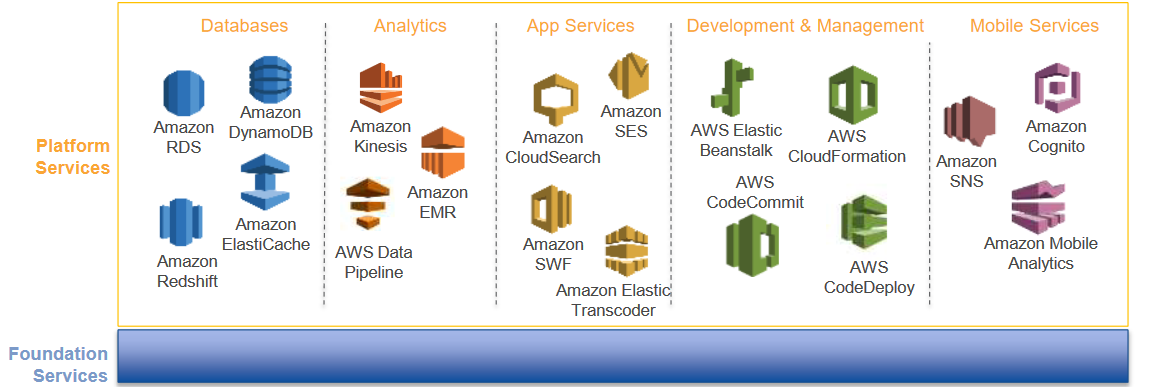 Databases
Analytics
App Services
Development & Management
Mobile Services
Platform
Services
Amazon
RDS
Amazon
DynamoDB
Amazon
ElastiCache
Amazon
Redshift
Amazon
Kinesis
Amazon
EMR
AWS Data
Pipeline
Amazon
CloudSearch
Amazon
SES
Amazon
SWF
Amazon Elastic
Transcoder
AWS Elastic
Beanstalk
AWS
CloudFormation
AWS
CodeCommit
AWS
CodeDeploy
Amazon
SNS
Amazon
Cognito
Amazon Mobile
Analytics
Foundation
Services